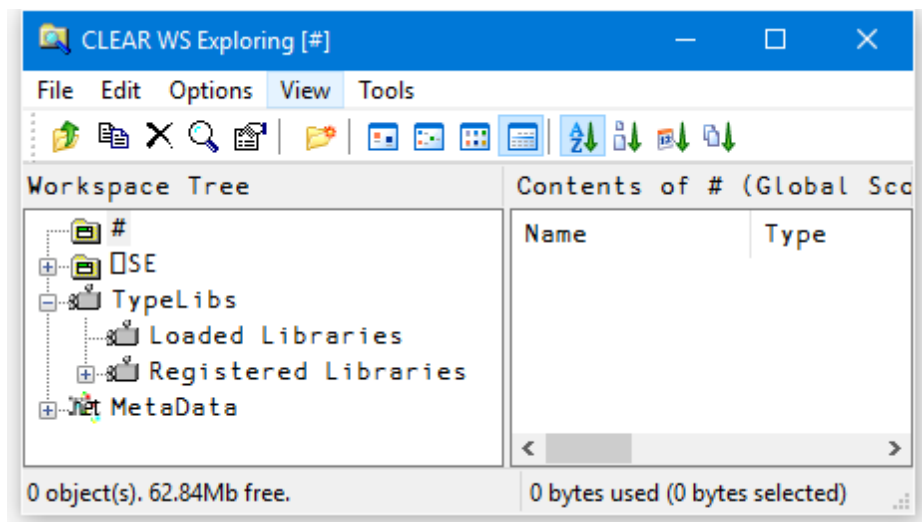 CLEAR WS Exploring [#]
File Edit Options View Tools
Workspace Tree
Contents of # (Global Sco
#
⎕SE
TypeLibs
Loaded Libraries
Registered Libraries
.net MetaData
Name Type
0 object(s). 62.84Mb free.
0 bytes used (0 bytes selected)